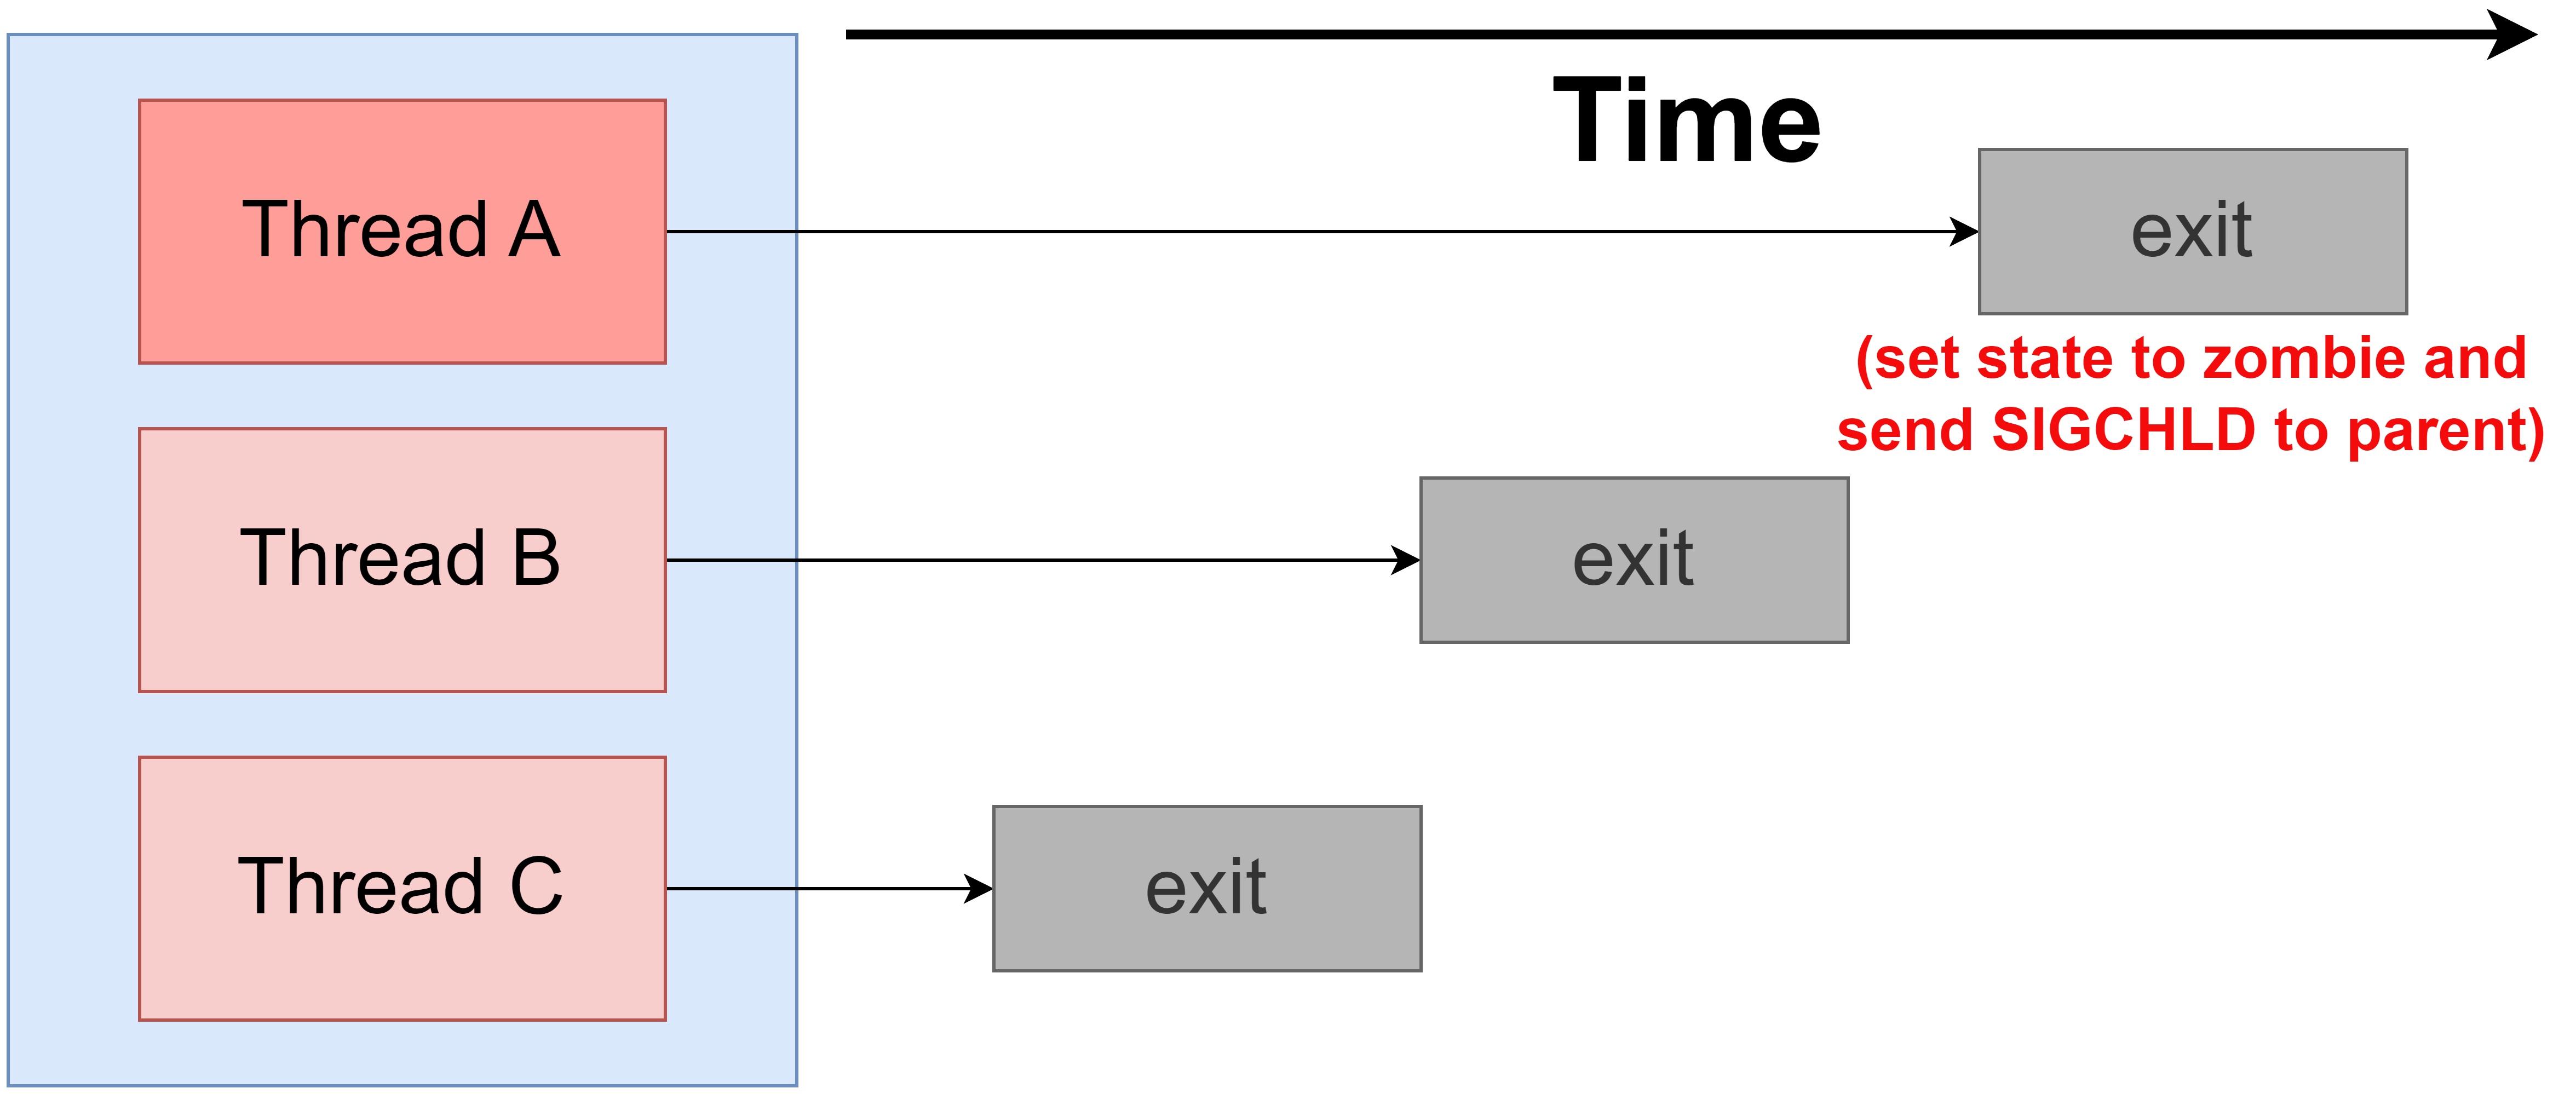 Time
Thread A
exit
(set state to zombie and
send SIGCHLD to parent)
Thread B
exit
Thread C
exit